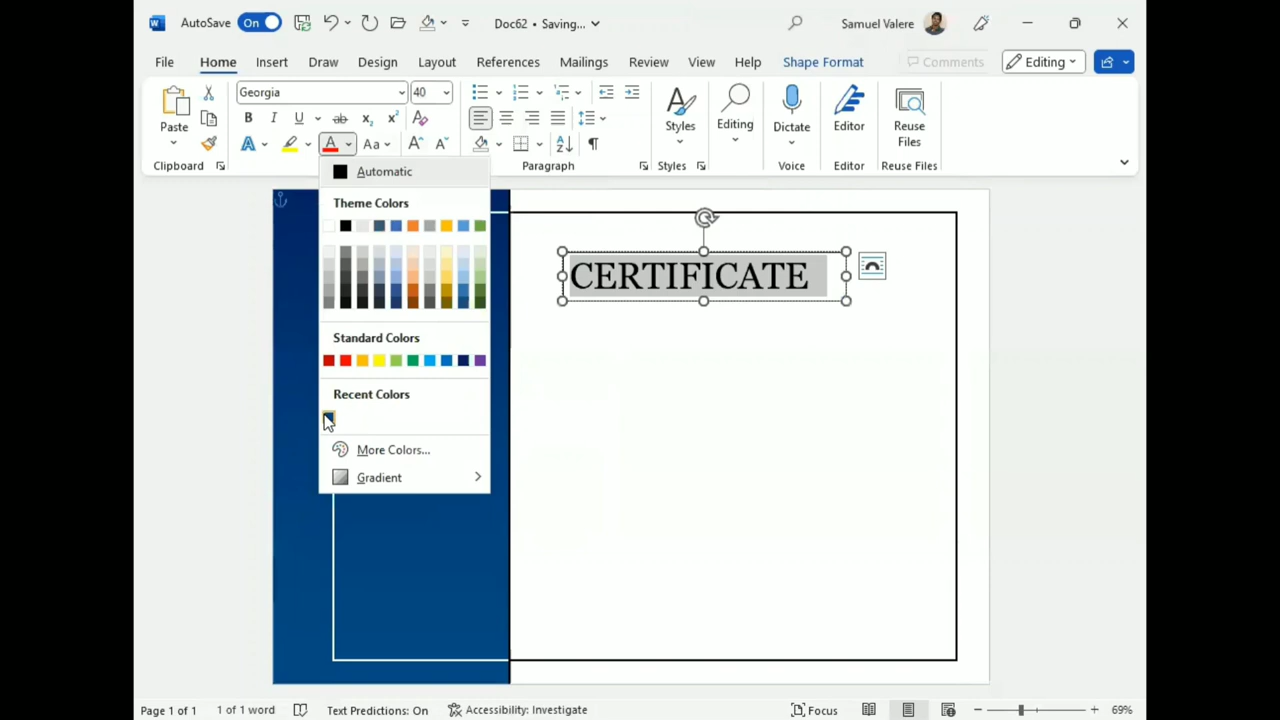 AutoSave On Doc62 • Saving... Samuel Valere
File Home Insert Draw Design Layout References Mailings Review View Help Shape Format Comments Editing
Georgia 40
Paste Styles Editing Dictate Editor Reuse Files
Clipboard Paragraph Styles Voice Editor Reuse Files
Automatic
Theme Colors
CERTIFICATE
Standard Colors
Recent Colors
More Colors...
Gradient
Page 1 of 1 1 of 1 word Text Predictions: On Accessibility: Investigate Focus 69%